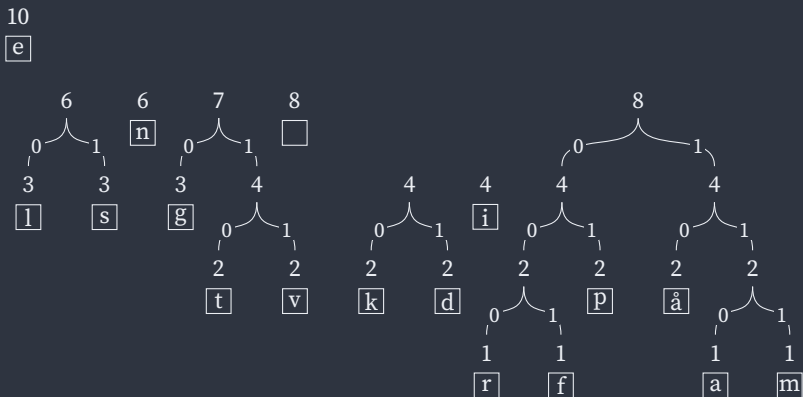 10
e
6 6 7 8 8
n
0 1 0 1 0 1
3 3 3 4 4 4 4 4
l s g i
0 1 0 1 0 1 0 1
2 2 2 2 2 2 2 2
t v k d p å
0 1 0 1
1 1 1 1
r f a m